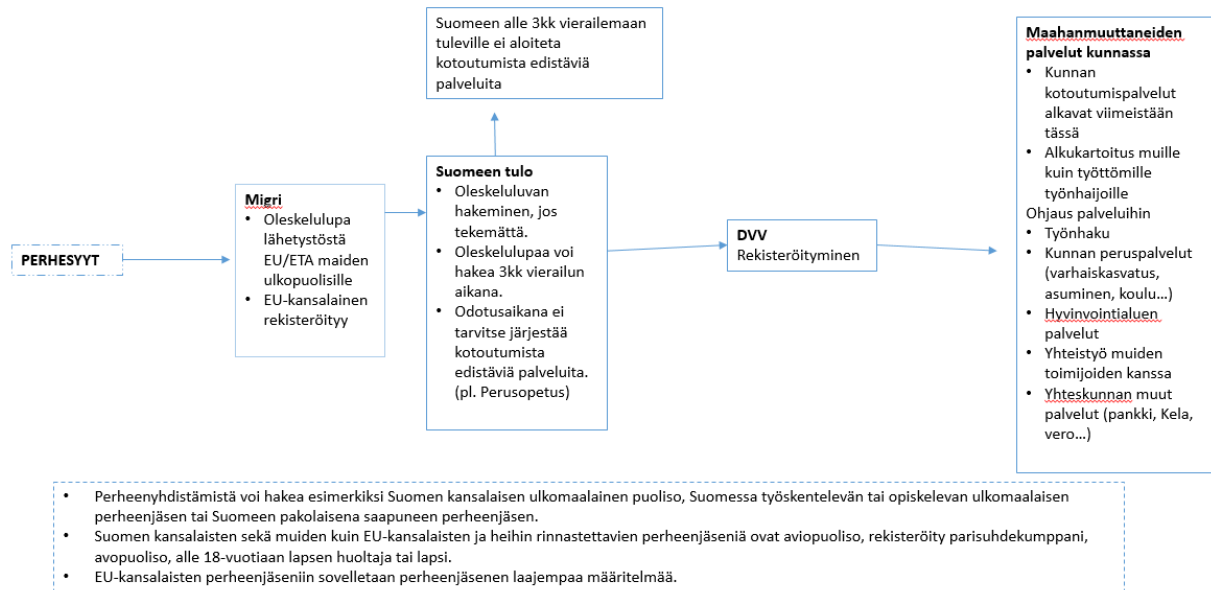 PERHESYYT
Migri
• Oleskelulupa
lähetystöstä
EU/ETA maiden
ulkopuolisille
• EU-kansalainen
rekisteröityy
Suomeen alle 3kk vierailemaan
tuleville ei aloiteta
kotoutumista edistäviä
palveluita
Suomeen tulo
• Oleskeluluvan
hakeminen, jos
tekemättä.
• Oleskelulupaa voi
hakea 3kk vierailun
aikana.
• Odotusaikana ei
tarvitse järjestää
kotoutumista
edistäviä palveluita.
(pl. Perusopetus)
DVV
Rekisteröityminen
Maahanmuuttaneiden
palvelut kunnassa
• Kunnan
kotoutumispalvelut
alkavat viimeistään
tässä
• Alkukartoitus muille
kuin työttömille
työnhaijoille
Ohjaus palveluihin
• Työnhaku
• Kunnan peruspalvelut
(varhaiskasvatus,
asuminen, koulu…)
• Hyvinvointialuen
palvelut
• Yhteistyö muiden
toimijoiden kanssa
• Yhteskunnan muut
palvelut (pankki, Kela,
vero…)
• Perheenyhdistämistä voi hakea esimerkiksi Suomen kansalaisen ulkomaalainen puoliso, Suomessa työskentelevän tai opiskelevan ulkomaalaisen
perheenjäsen tai Suomeen pakolaisena saapuneen perheenjäsen.
• Suomen kansalaisten sekä muiden kuin EU-kansalaisten ja heihin rinnastettavien perheenjäseniä ovat aviopuoliso, rekisteröity parisuhdekumppani,
avopuoliso, alle 18-vuotiaan lapsen huoltaja tai lapsi.
• EU-kansalaisten perheenjäseniin sovelletaan perheenjäsenen laajempaa määritelmää.